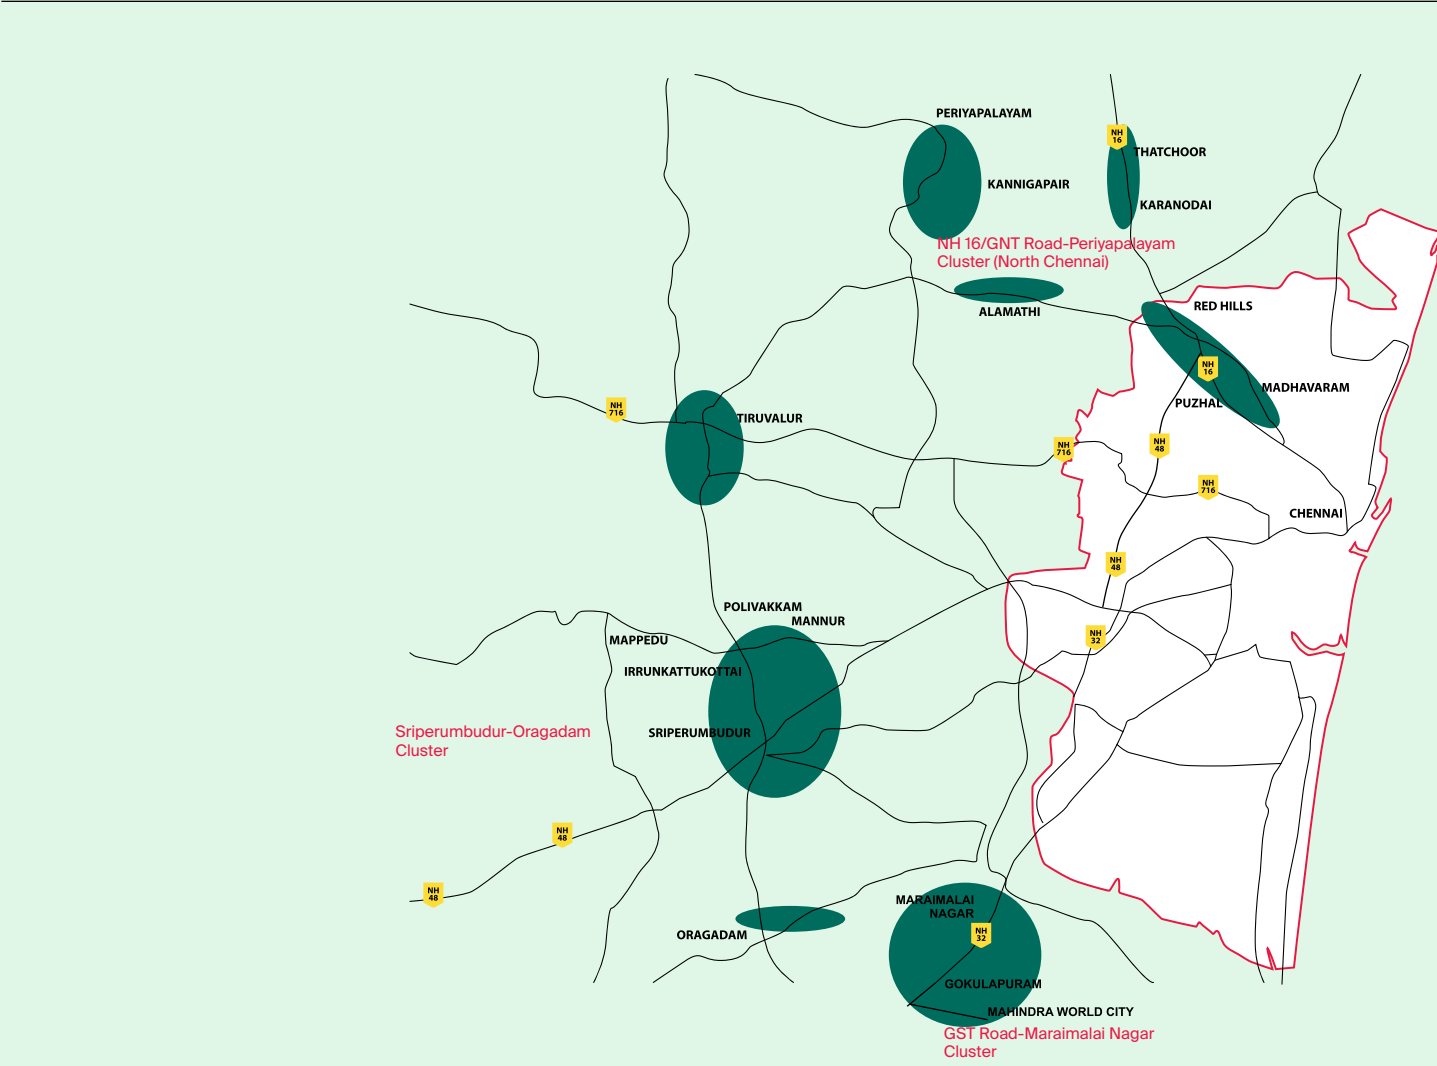 PERIYAPALAYAM
NH
16
THATCHOOR
KANNIGAPAIR
KARANODAI
NH 16/GNT Road-Periyapalayam
Cluster (North Chennai)
ALAMATHI
RED HILLS
NH
16
MADHAVARAM
PUZHAL
NH
716
TIRUVALUR
NH
716
NH
48
NH
716
CHENNAI
NH
48
POLIVAKKAM
MANNUR
MAPPEDU
NH
32
IRRUNKATTUKOTTAI
Sriperumbudur-Oragadam
Cluster
SRIPERUMBUDUR
NH
48
NH
48
MARAIMALAI
NAGAR
ORAGADAM
NH
32
GOKULAPURAM
MAHINDRA WORLD CITY
GST Road-Maraimalai Nagar
Cluster